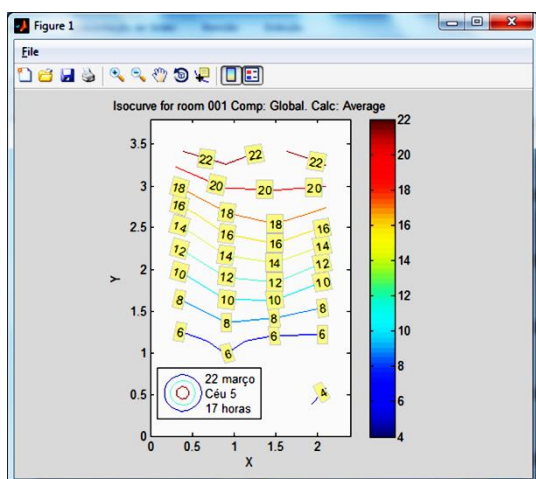 Figure 1
File
Isocurve for room 001 Comp: Global. Calc: Average
22 22 22
20 20 20
18 18
16 16 16 16
14 14 14 14
12 12 12 12
10 10 10 10
8 8 8 8
6 6 6 6
4
22 março
Céu 5
17 horas
3.5
3
2.5
2
1.5
1
0.5
0
Y
0 0.5 1 1.5 2
X
22
20
18
16
14
12
10
8
6
4